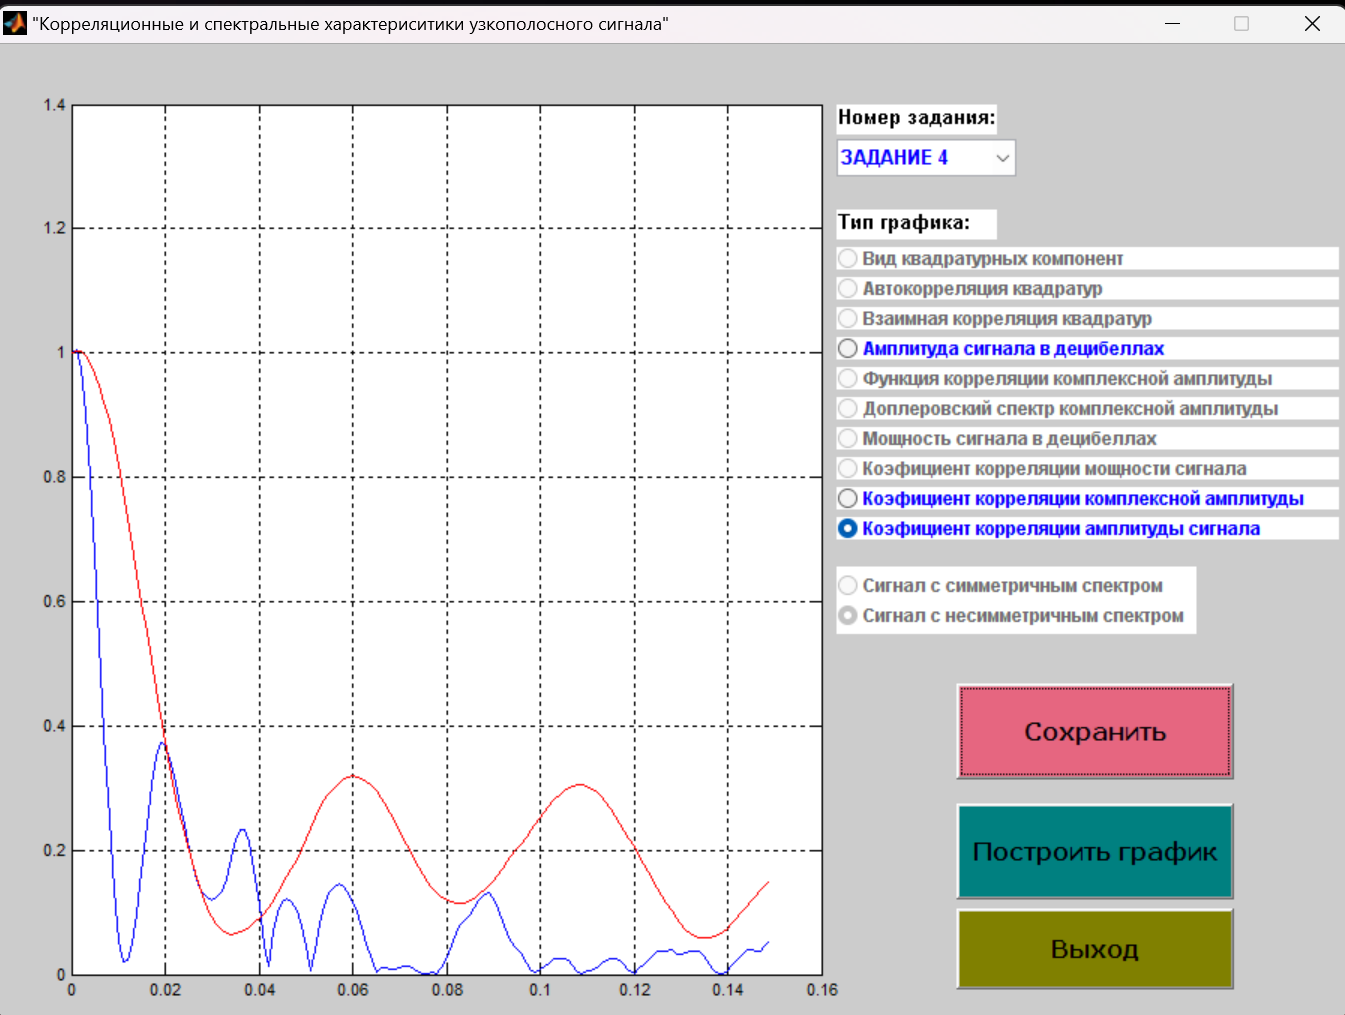 "Корреляционные и спектральные характериситики узкополосного сигнала"
Номер задания:
ЗАДАНИЕ 4
Тип графика:
Вид квадратурных компонент
Автокорреляция квадратур
Взаимная корреляция квадратур
Амплитуда сигнала в децибеллах
Функция корреляции комплексной амплитуды
Доплеровский спектр комплексной амплитуды
Мощность сигнала в децибеллах
Коэфициент корреляции мощности сигнала
Коэфициент корреляции комплексной амплитуды
Коэфициент корреляции амплитуды сигнала
Сигнал с симметричным спектром
Сигнал с несимметричным спектром
Сохранить
Построить график
Выход
1.4
1.2
1
0.8
0.6
0.4
0.2
0
0 0.02 0.04 0.06 0.08 0.1 0.12 0.14 0.16